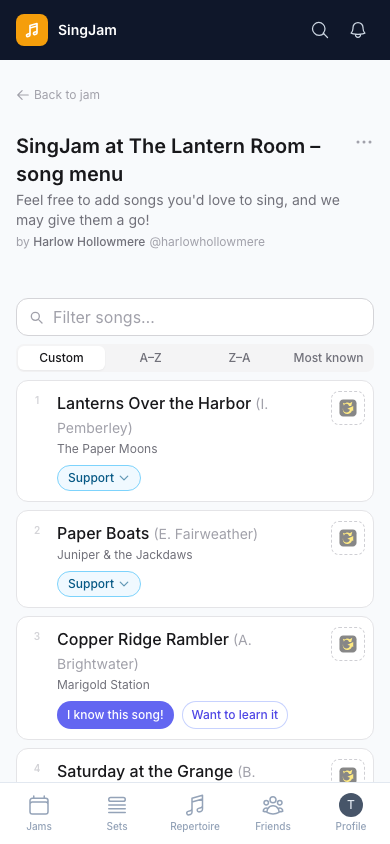 SingJam
Back to jam
SingJam at The Lantern Room –
song menu
Feel free to add songs you'd love to sing, and we
may give them a go!
by Harlow Hollowmere @harlowhollowmere
Filter songs...
Custom A–Z Z–A Most known
1 Lanterns Over the Harbor (I.
Pemberley)
The Paper Moons
Support
2 Paper Boats (E. Fairweather)
Juniper & the Jackdaws
Support
3 Copper Ridge Rambler (A.
Brightwater)
Marigold Station
I know this song! Want to learn it
4 Saturday at the Grange (B.
T
Jams Sets Repertoire Friends Profile